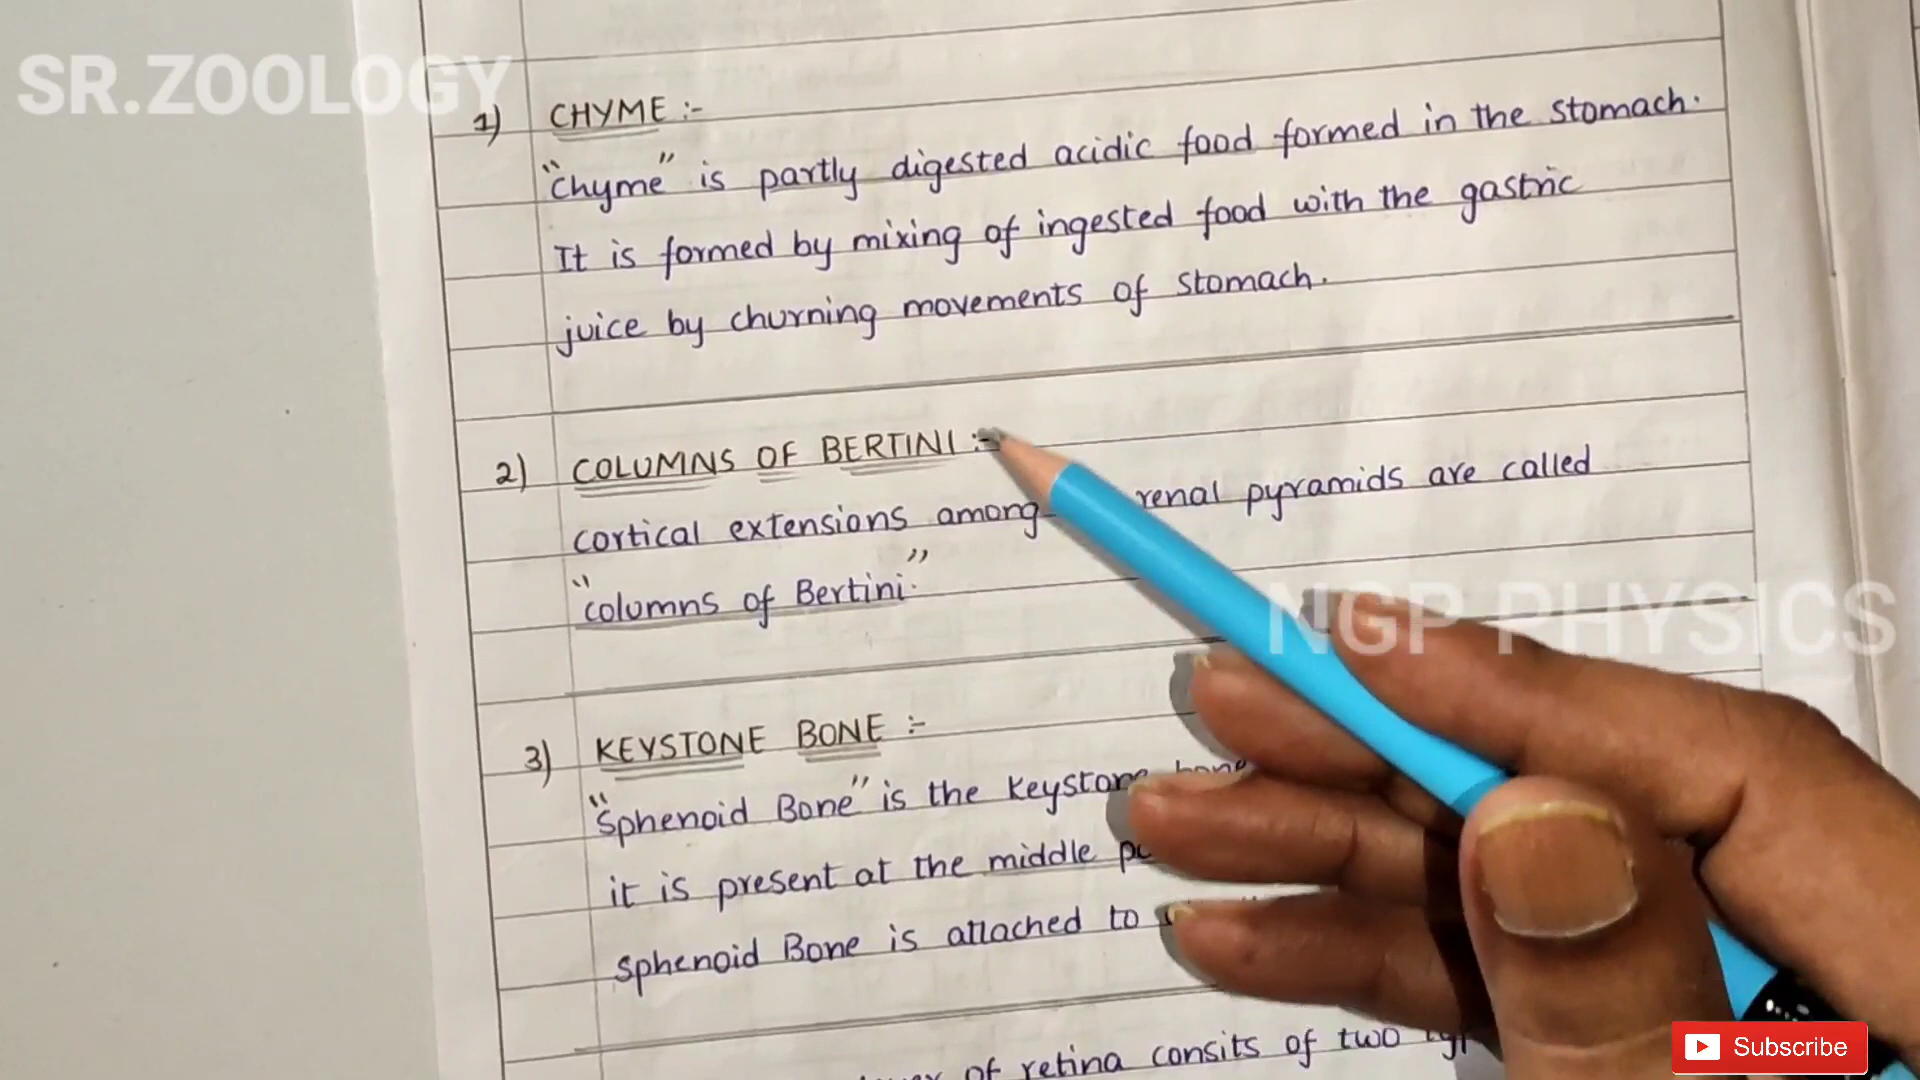 SR.ZOOLOGY
1) CHYME :-
"chyme" is partly digested acidic food formed in the stomach.
It is formed by mixing of ingested food with the gastric
juice by churning movements of stomach.
2) COLUMNS OF BERTINI :-
cortical extensions among renal pyramids are called
"columns of Bertini."
NGP PHYSICS
3) KEYSTONE BONE :-
"Sphenoid Bone" is the keystone bone
it is present at the middle
sphenoid Bone is attached to
of retina consits of two
Subscribe